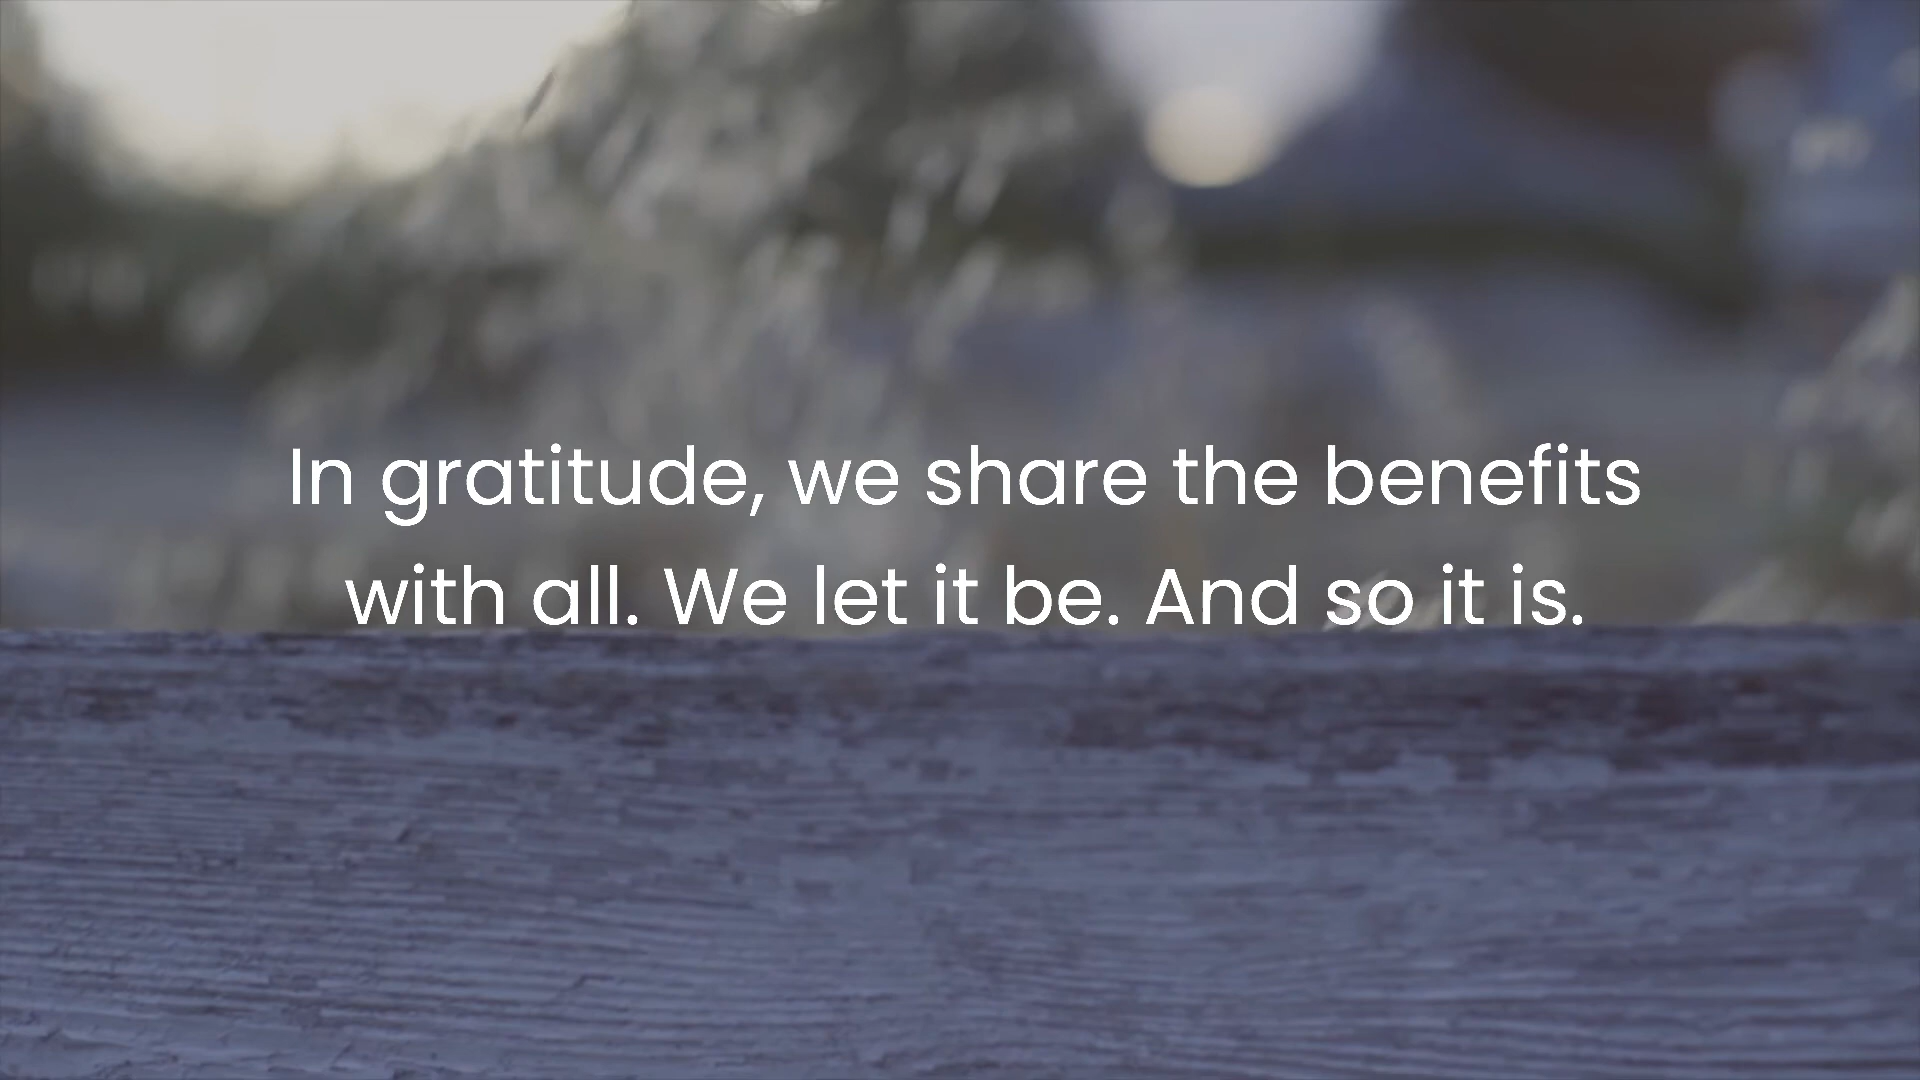 In gratitude, we share the benefits
with all. We let it be. And so it is.